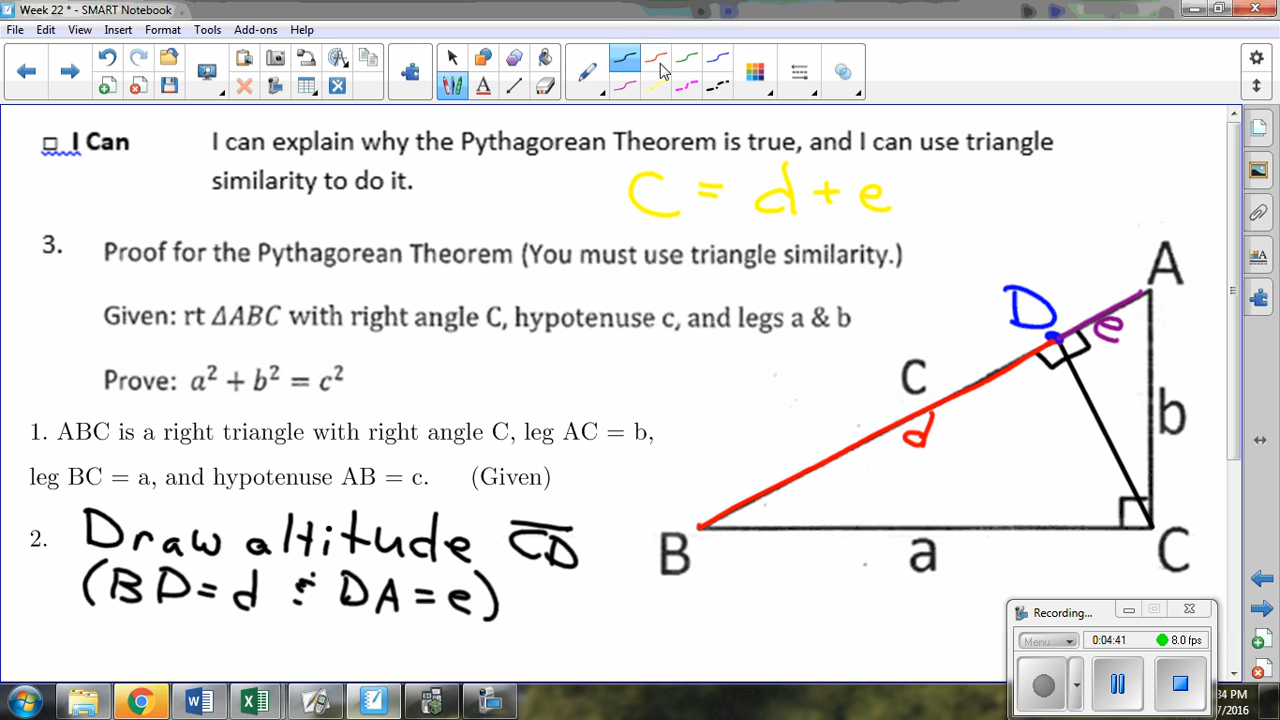 Week 22 * - SMART Notebook
File Edit View Insert Format Tools Add-ons Help
I Can I can explain why the Pythagorean Theorem is true, and I can use triangle
similarity to do it.
C = d + e
3. Proof for the Pythagorean Theorem (You must use triangle similarity.)
Given: rt ΔABC with right angle C, hypotenuse c, and legs a & b
Prove: a² + b² = c²
1. ABC is a right triangle with right angle C, leg AC = b,
leg BC = a, and hypotenuse AB = c. (Given)
2. Draw altitude C̅D̅
(BD = d & DA = e)
A
D
e
C
d
b
B
a
C
Recording...
Menu
0:04:41
8.0 fps
34 PM
7/2016